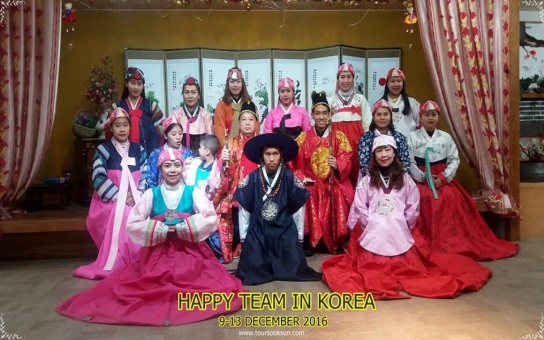 HAPPY TEAM IN KOREA
9-13 DECEMBER 2016
www.toursooksun.com